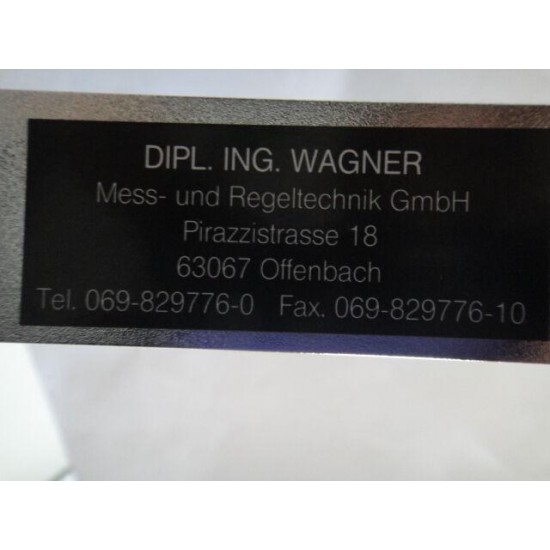 DIPL. ING. WAGNER
Mess- und Regeltechnik GmbH
Pirazzistrasse 18
63067 Offenbach
Tel. 069-829776-0 Fax. 069-829776-10